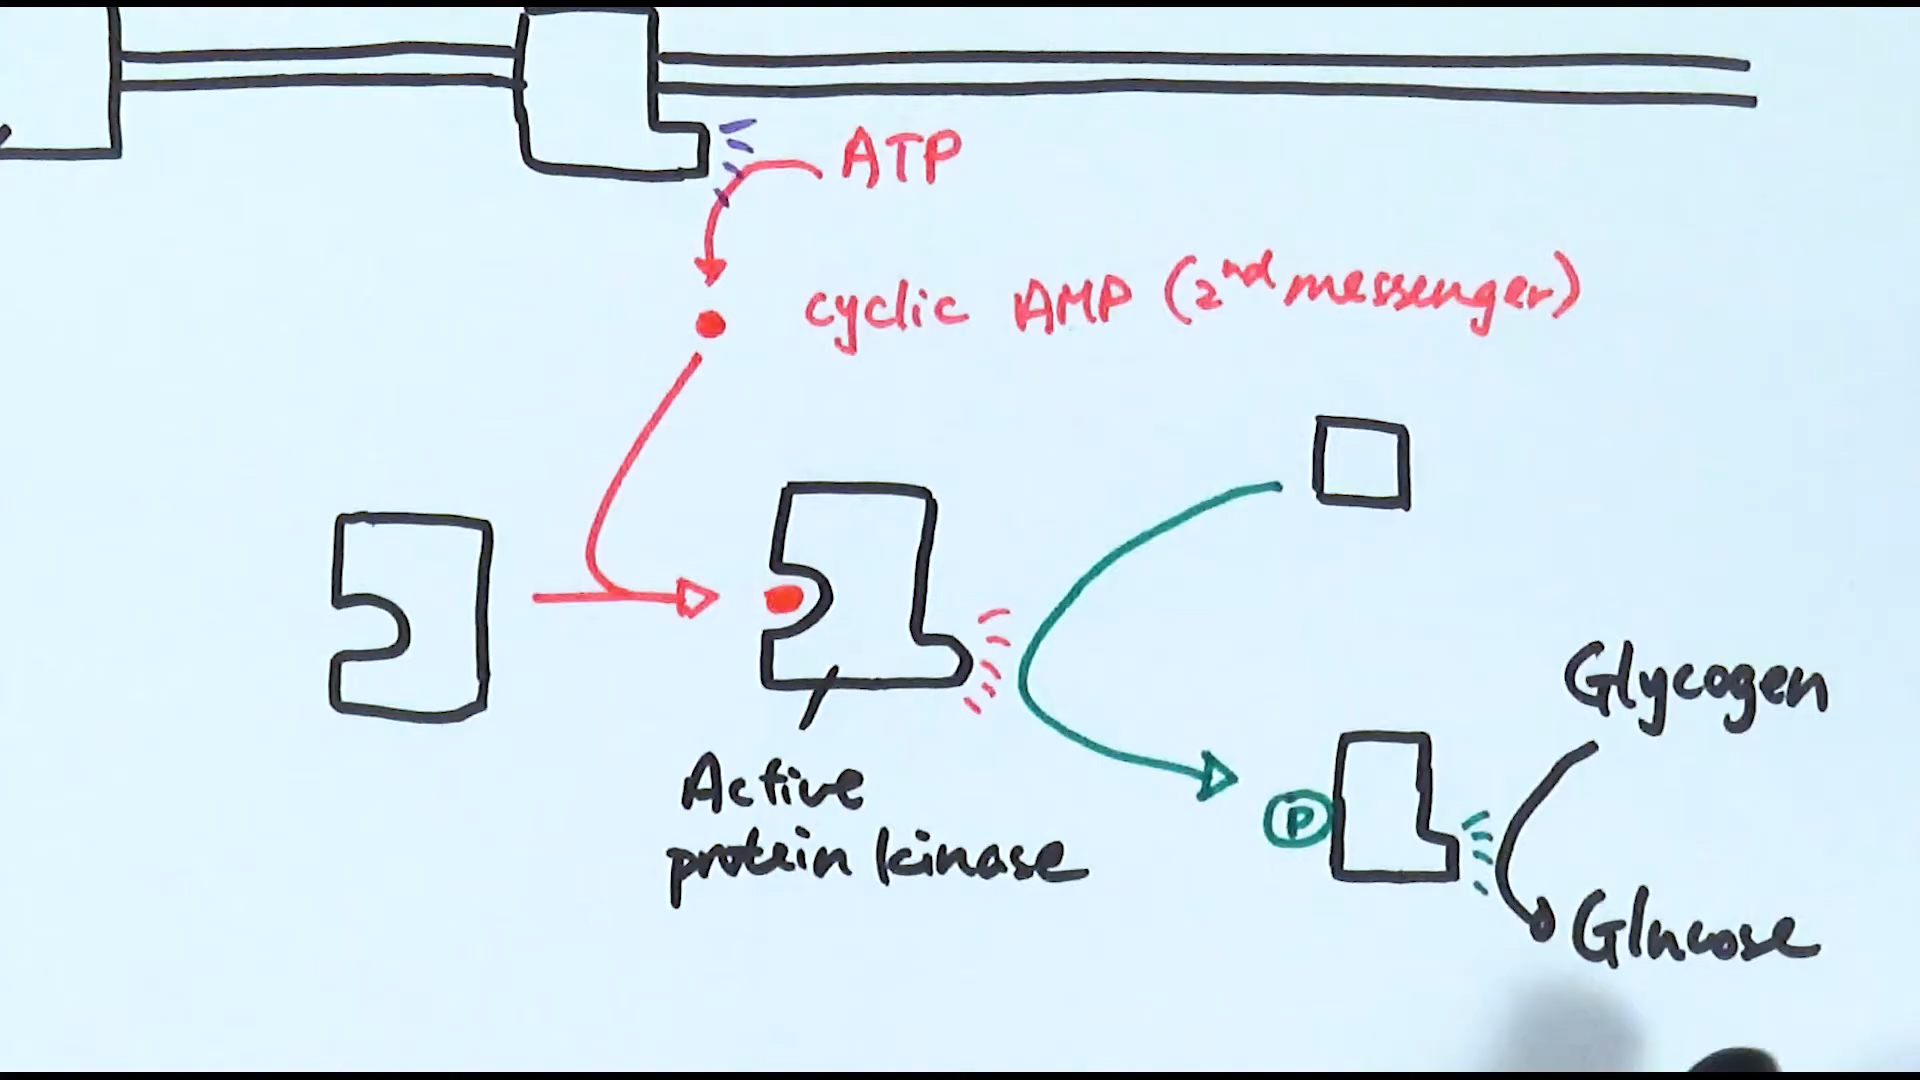 ATP
cyclic AMP (2nd messenger)
Glycogen
Active
protein kinase
P
Glucose